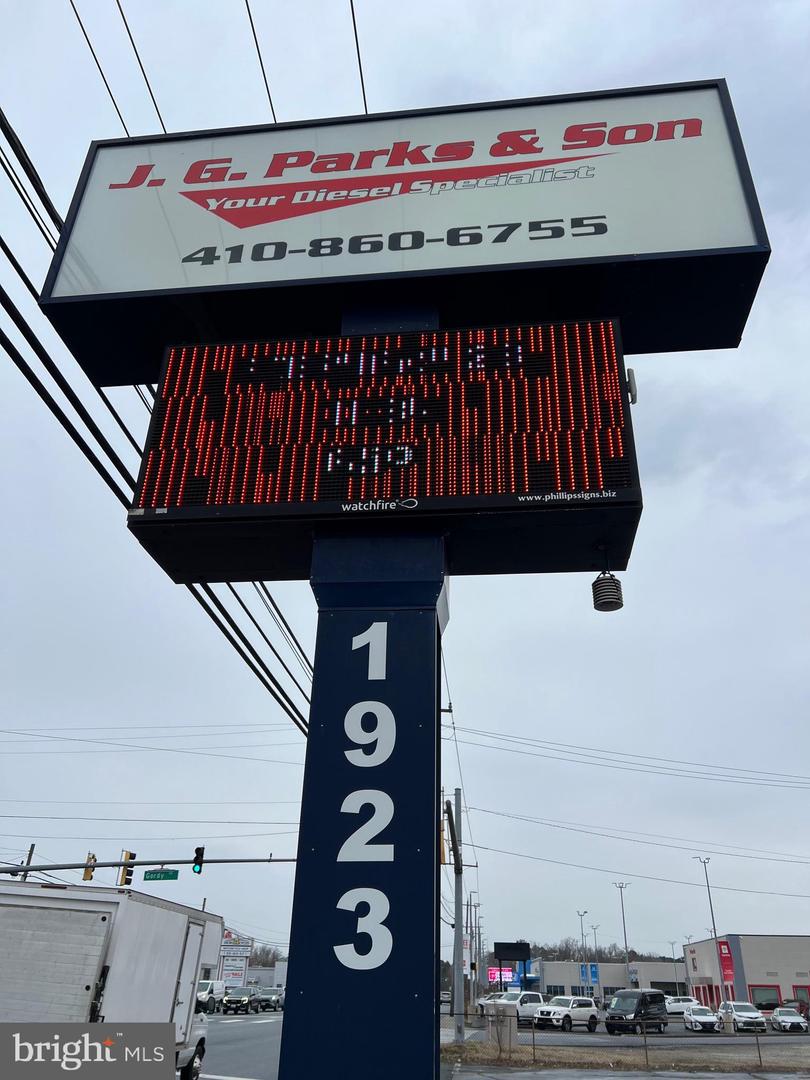 J. G. Parks & Son
Your Diesel Specialist
410-860-6755
watchfire
www.phillipssigns.biz
1
9
2
3
Gordy
bright MLS